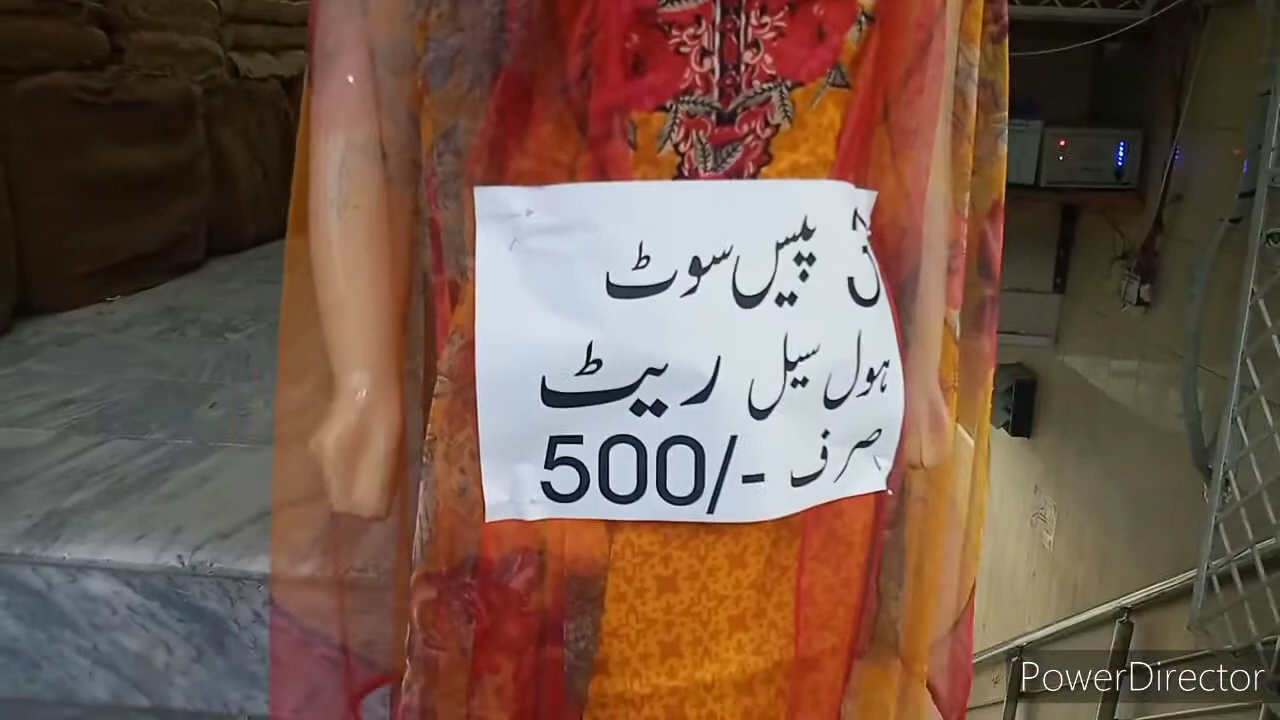 پیس سوٹ
ہول سیل ریٹ
صرف 500/-
PowerDirector